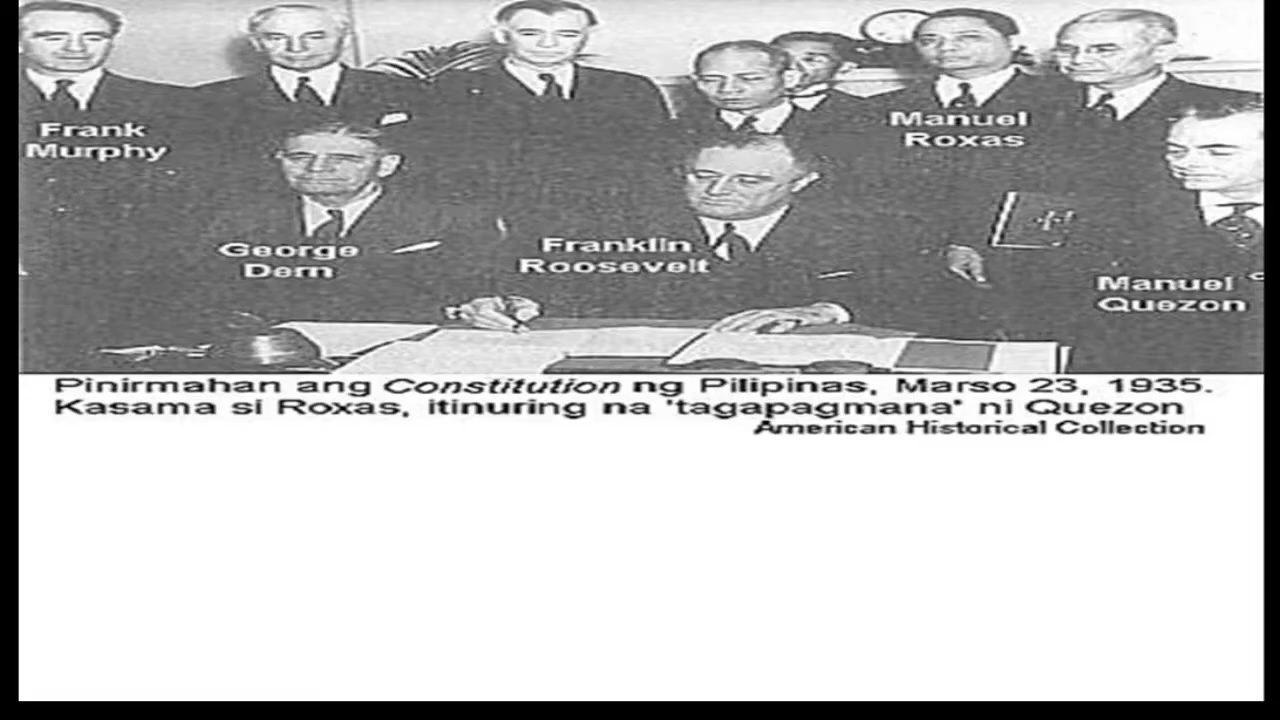 Frank
Murphy
Manuel
Roxas
George
Dern
Franklin
Roosevelt
Manuel
Quezon
Pinirmahan ang Constitution ng Pilipinas, Marso 23, 1935.
Kasama si Roxas, itinuring na 'tagapagmana' ni Quezon
American Historical Collection